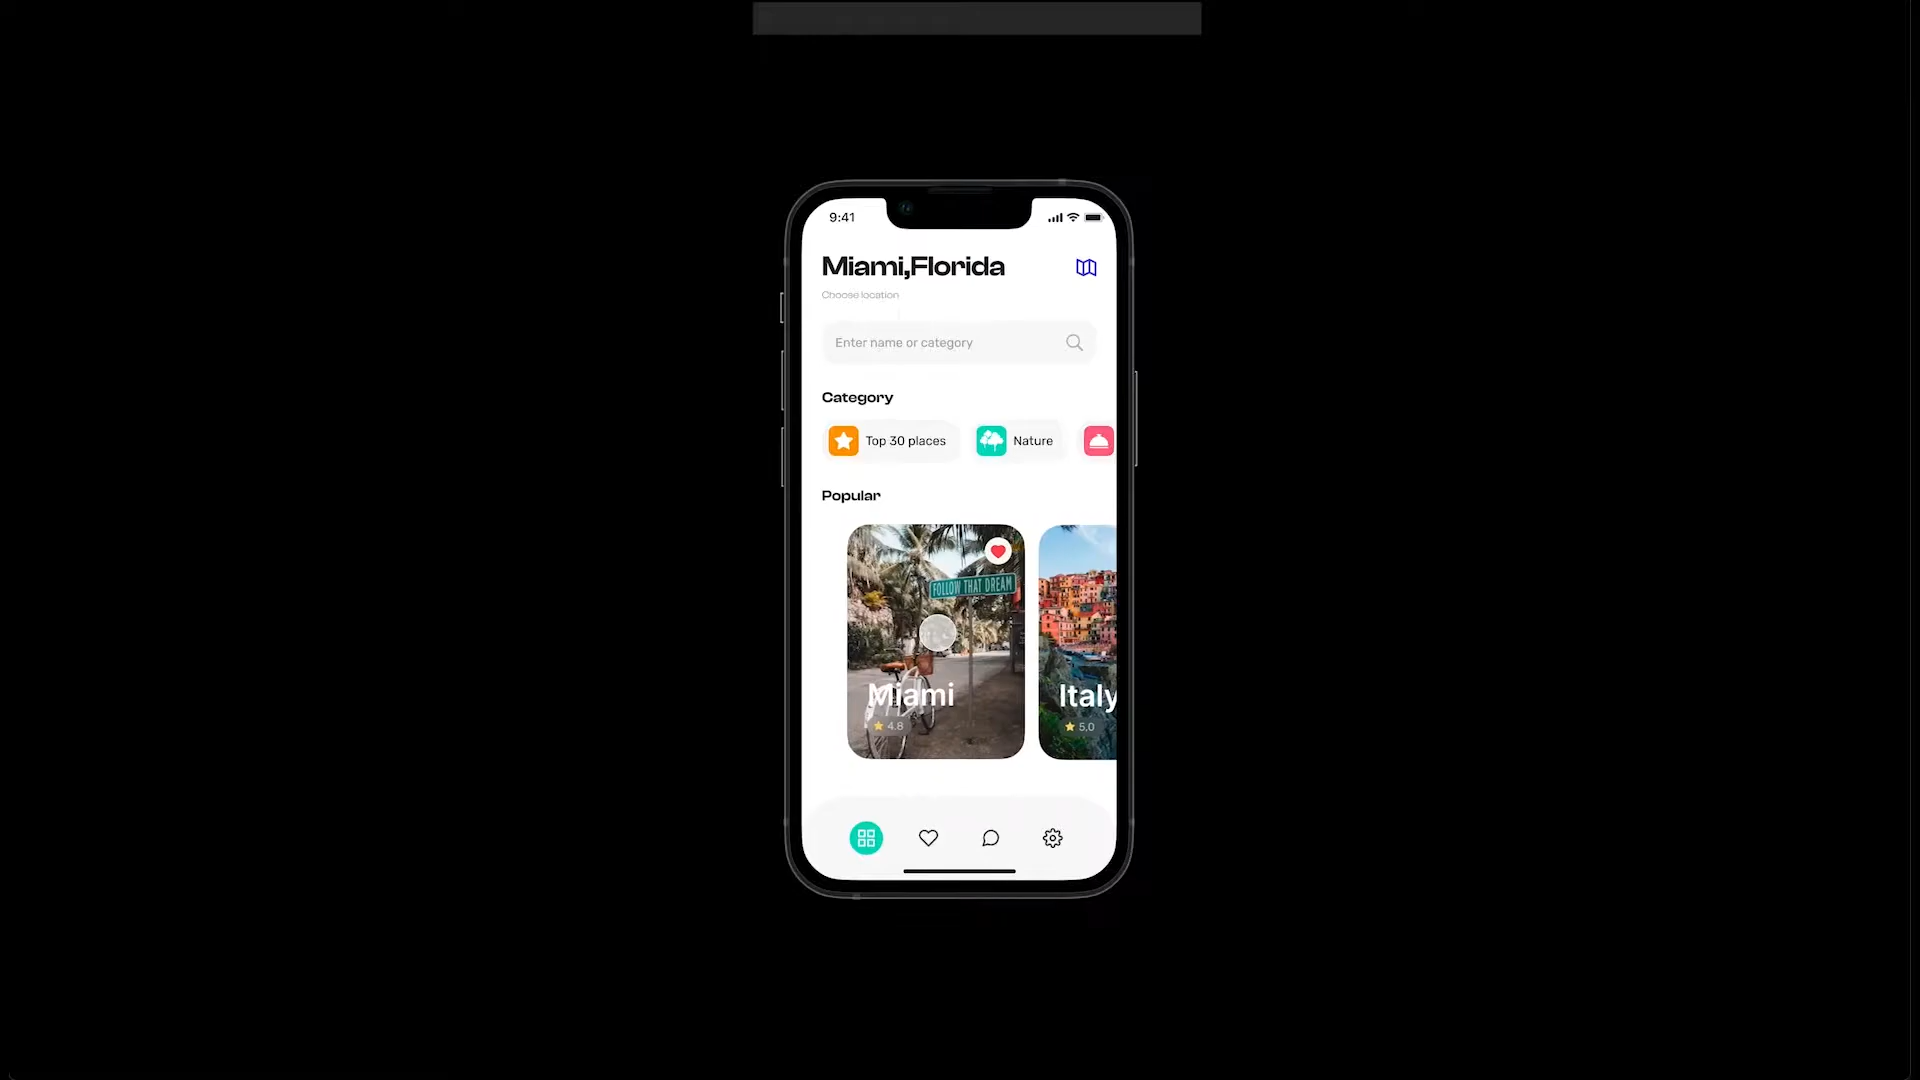 9:41
Miami,Florida
Choose location
Enter name or category
Category
Top 30 places
Nature
Popular
FOLLOW THAT DREAM
Miami
4.8
Italy
5.0